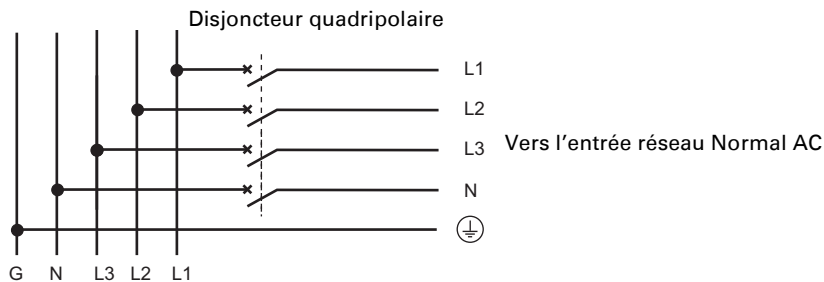 Disjoncteur quadripolaire
L1
L2
L3
Vers l'entrée réseau Normal AC
N
G
N
L3
L2
L1